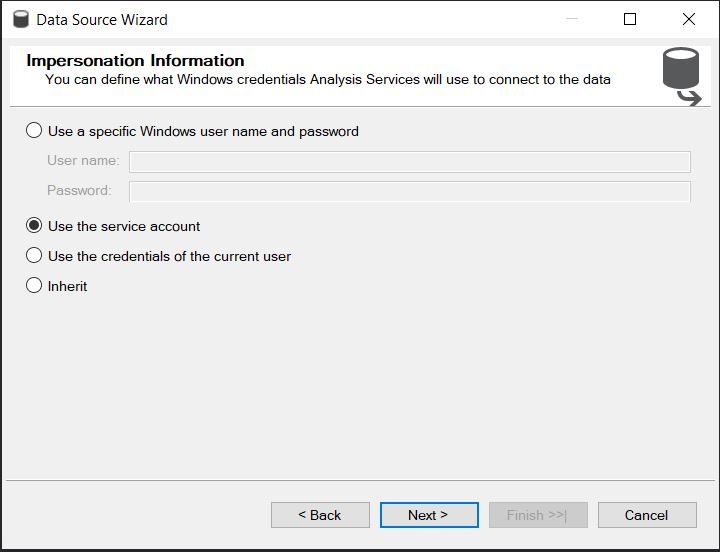 Data Source Wizard
Impersonation Information
You can define what Windows credentials Analysis Services will use to connect to the data
Use a specific Windows user name and password
User name:
Password:
Use the service account
Use the credentials of the current user
Inherit
< Back Next > Finish >>| Cancel